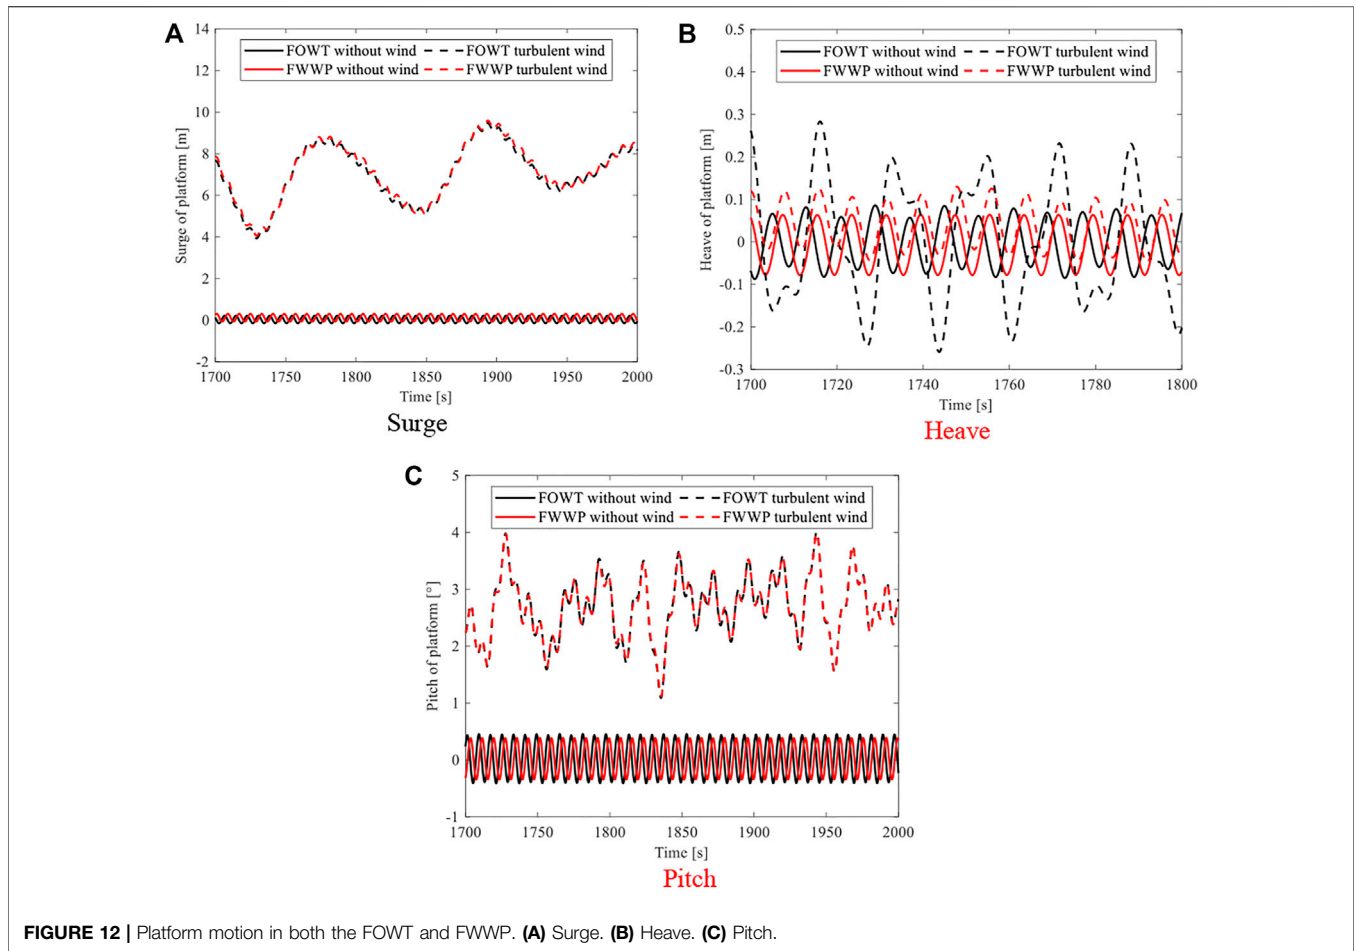 A
14
12
10
8
6
4
2
0
-2
Surge of platform [m]
FOWT without wind FOWT turbulent wind
FWWP without wind FWWP turbulent wind
1700 1750 1800 1850 1900 1950 2000
Time [s]
Surge
B
0.5
0.4
0.3
0.2
0.1
0
-0.1
-0.2
-0.3
Heave of platform [m]
FOWT without wind FOWT turbulent wind
FWWP without wind FWWP turbulent wind
1700 1720 1740 1760 1780 1800
Time [s]
Heave
C
5
4
3
2
1
0
-1
Pitch of platform [°]
FOWT without wind FOWT turbulent wind
FWWP without wind FWWP turbulent wind
1700 1750 1800 1850 1900 1950 2000
Time [s]
Pitch
FIGURE 12 | Platform motion in both the FOWT and FWWP. (A) Surge. (B) Heave. (C) Pitch.